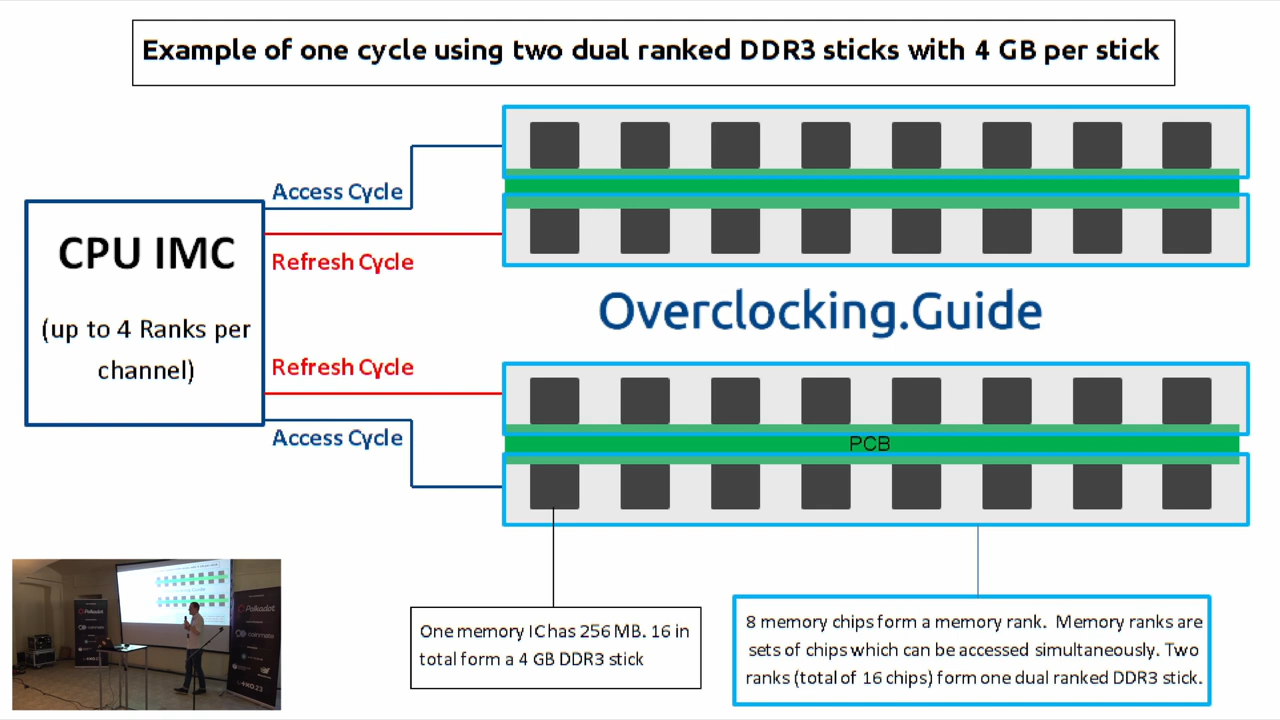 Example of one cycle using two dual ranked DDR3 sticks with 4 GB per stick
Access Cycle
CPU IMC
(up to 4 Ranks per
channel)
Refresh Cycle
Overclocking.Guide
Refresh Cycle
Access Cycle
PCB
One memory IC has 256 MB. 16 in
total form a 4 GB DDR3 stick
8 memory chips form a memory rank. Memory ranks are
sets of chips which can be accessed simultaneously. Two
ranks (total of 16 chips) form one dual ranked DDR3 stick.
Polkadot
Polkadot